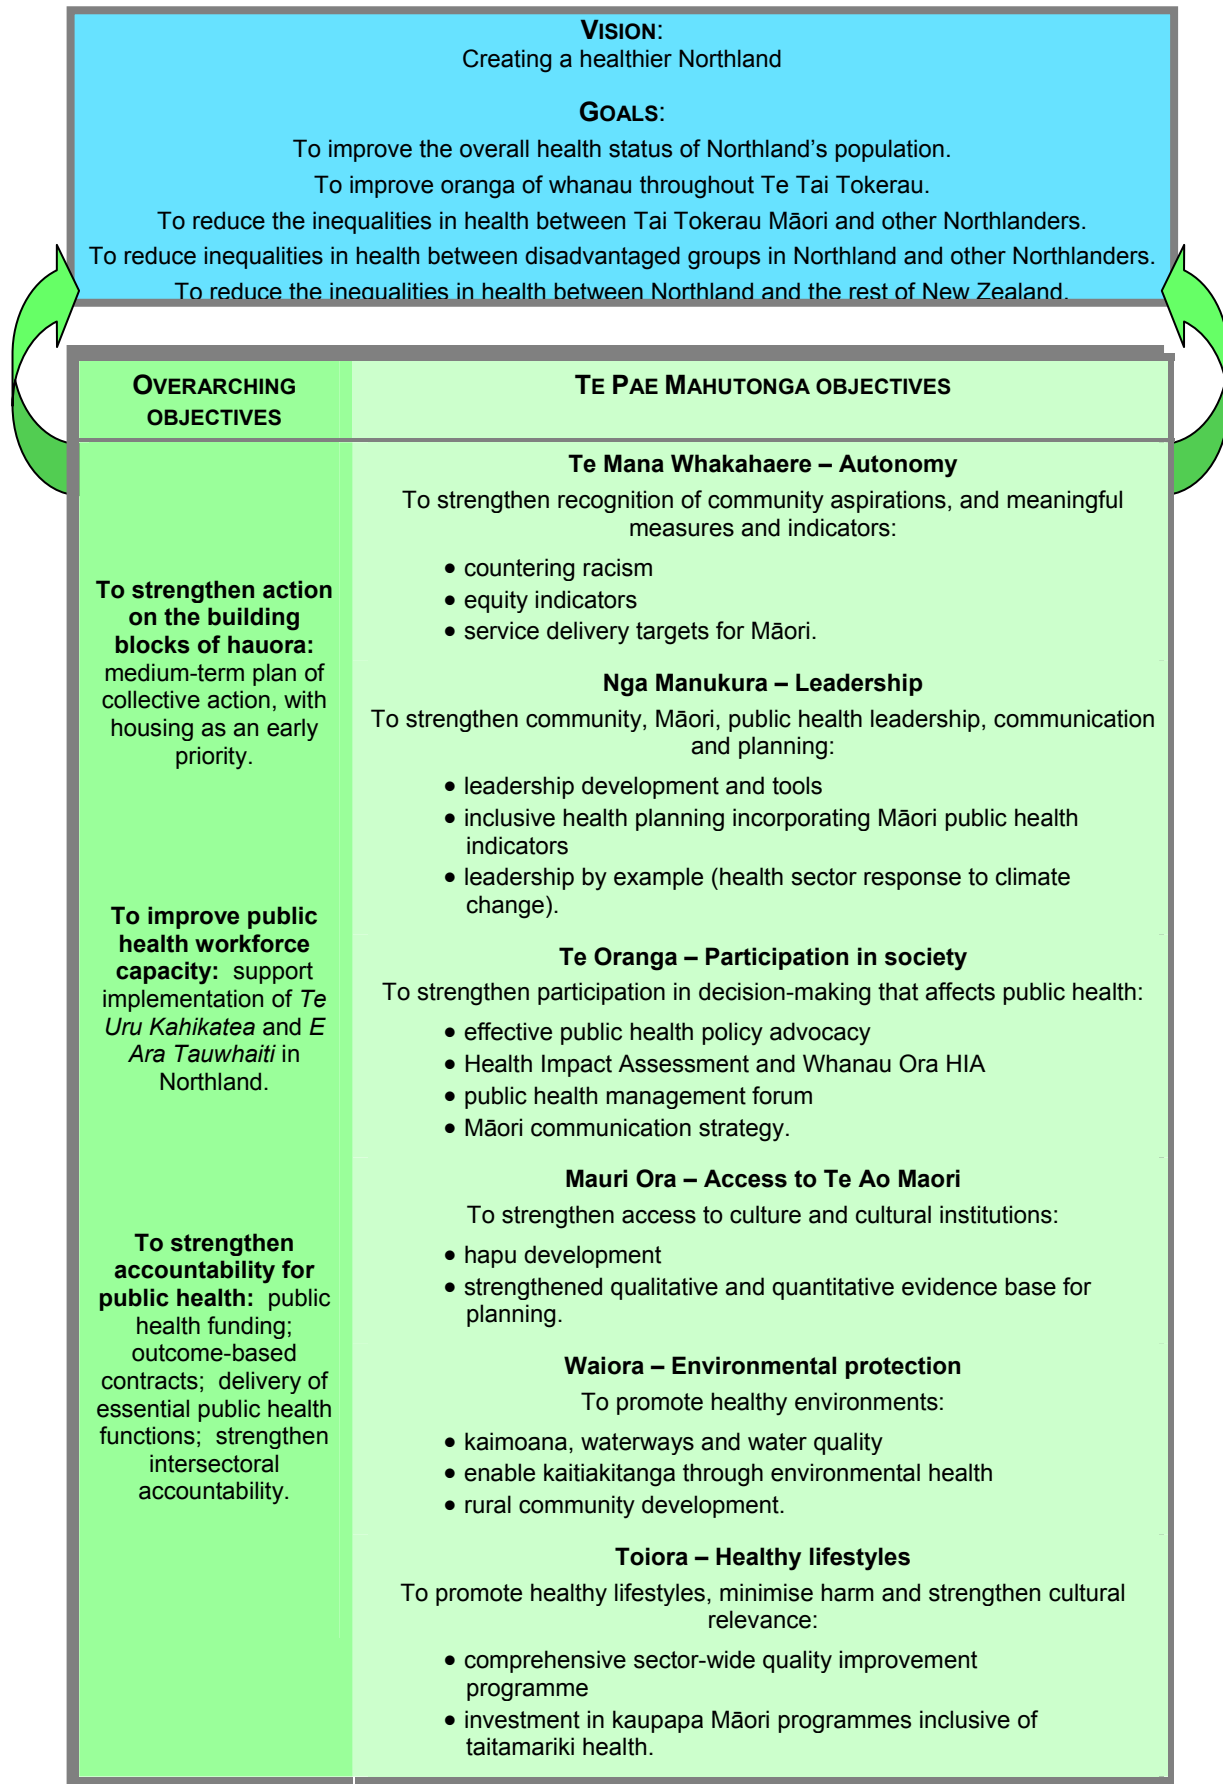 VISION:
Creating a healthier Northland
GOALS:
To improve the overall health status of Northland's population.
To improve oranga of whanau throughout Te Tai Tokerau.
To reduce the inequalities in health between Tai Tokerau Māori and other Northlanders.
To reduce inequalities in health between disadvantaged groups in Northland and other Northlanders.
To reduce the inequalities in health between Northland and the rest of New Zealand.
OVERARCHING
OBJECTIVES
To strengthen action
on the building
blocks of hauora:
medium-term plan of
collective action, with
housing as an early
priority.
To improve public
health workforce
capacity: support
implementation of Te
Uru Kahikatea and E
Ara Tauwhaiti in
Northland.
To strengthen
accountability for
public health: public
health funding;
outcome-based
contracts; delivery of
essential public health
functions; strengthen
intersectoral
accountability.
TE PAE MAHUTONGA OBJECTIVES
Te Mana Whakahaere – Autonomy
To strengthen recognition of community aspirations, and meaningful
measures and indicators:
• countering racism
• equity indicators
• service delivery targets for Māori.
Nga Manukura – Leadership
To strengthen community, Māori, public health leadership, communication
and planning:
• leadership development and tools
• inclusive health planning incorporating Māori public health
indicators
• leadership by example (health sector response to climate
change).
Te Oranga – Participation in society
To strengthen participation in decision-making that affects public health:
• effective public health policy advocacy
• Health Impact Assessment and Whanau Ora HIA
• public health management forum
• Māori communication strategy.
Mauri Ora – Access to Te Ao Maori
To strengthen access to culture and cultural institutions:
• hapu development
• strengthened qualitative and quantitative evidence base for
planning.
Waiora – Environmental protection
To promote healthy environments:
• kaimoana, waterways and water quality
• enable kaitiakitanga through environmental health
• rural community development.
Toiora – Healthy lifestyles
To promote healthy lifestyles, minimise harm and strengthen cultural
relevance:
• comprehensive sector-wide quality improvement
programme
• investment in kaupapa Māori programmes inclusive of
taitamariki health.